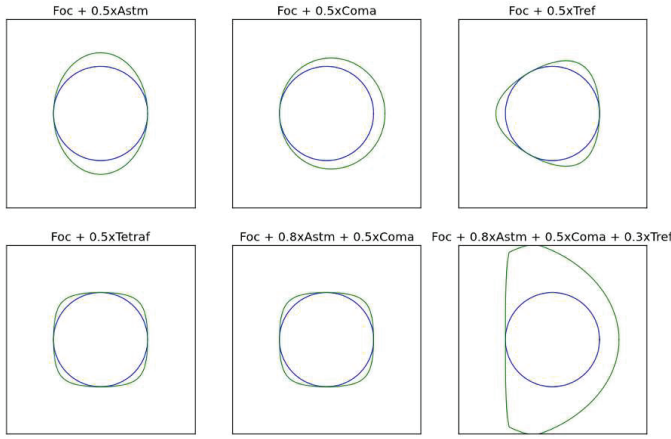 Foc + 0.5xAstm
Foc + 0.5xComa
Foc + 0.5xTref
Foc + 0.5xTetraf
Foc + 0.8xAstm + 0.5xComa
Foc + 0.8xAstm + 0.5xComa + 0.3xTref